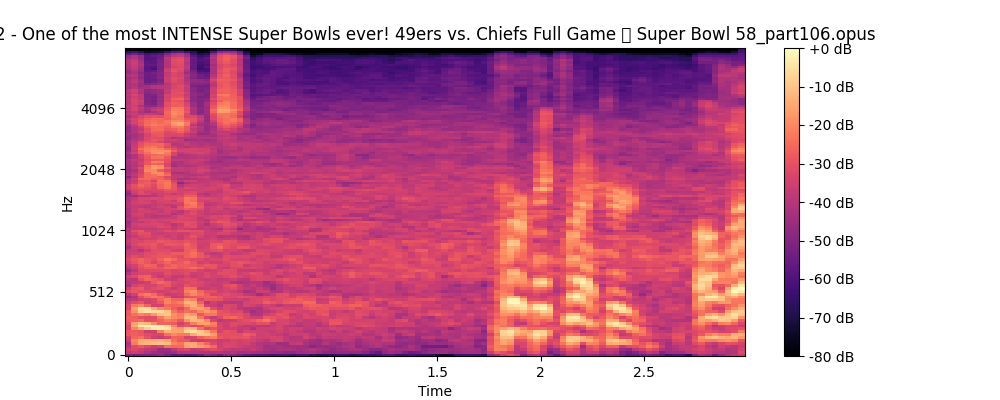 2 - One of the most INTENSE Super Bowls ever! 49ers vs. Chiefs Full Game Super Bowl 58_part106.opus
Hz
4096
2048
1024
512
0
0 0.5 1 1.5 2 2.5
Time
+0 dB
-10 dB
-20 dB
-30 dB
-40 dB
-50 dB
-60 dB
-70 dB
-80 dB